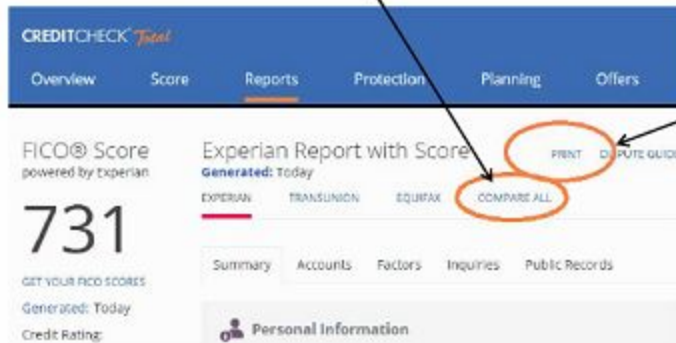 CREDITCHECK® Total
Overview Score Reports Protection Planning Offers
FICO® Score
powered by Experian
731
GET YOUR FICO SCORES
Generated: Today
Credit Rating:
Experian Report with Score
Generated: Today
PRINT DISPUTE GUIDE
EXPERIAN TRANSUNION EQUIFAX COMPARE ALL
Summary Accounts Factors Inquiries Public Records
Personal Information